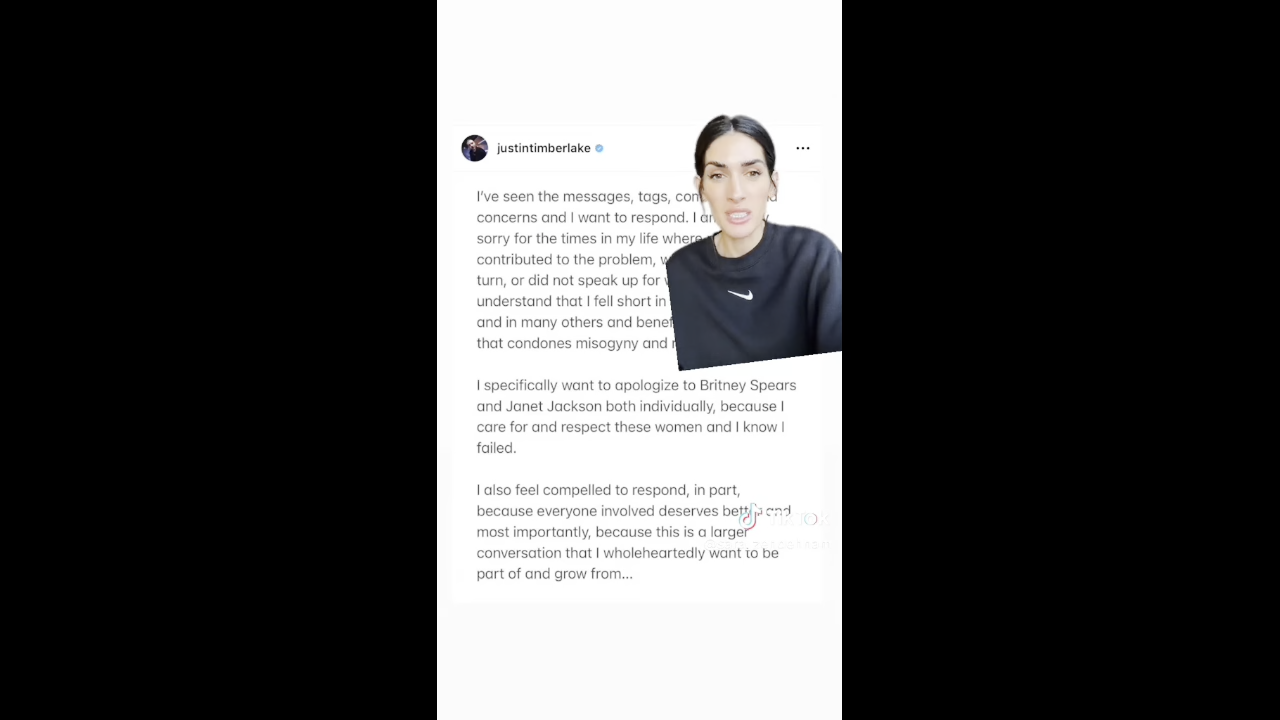 justintimberlake
I've seen the messages, tags,
concerns and I want to respond. I
sorry for the times in my life where
contributed to the problem,
turn, or did not speak up for
understand that I fell short in
and in many others and
that condones misogyny and
I specifically want to apologize to Britney Spears
and Janet Jackson both individually, because I
care for and respect these women and I know I
failed.
I also feel compelled to respond, in part,
because everyone involved deserves better and
most importantly, because this is a larger
conversation that I wholeheartedly want to be
part of and grow from...
TikTok